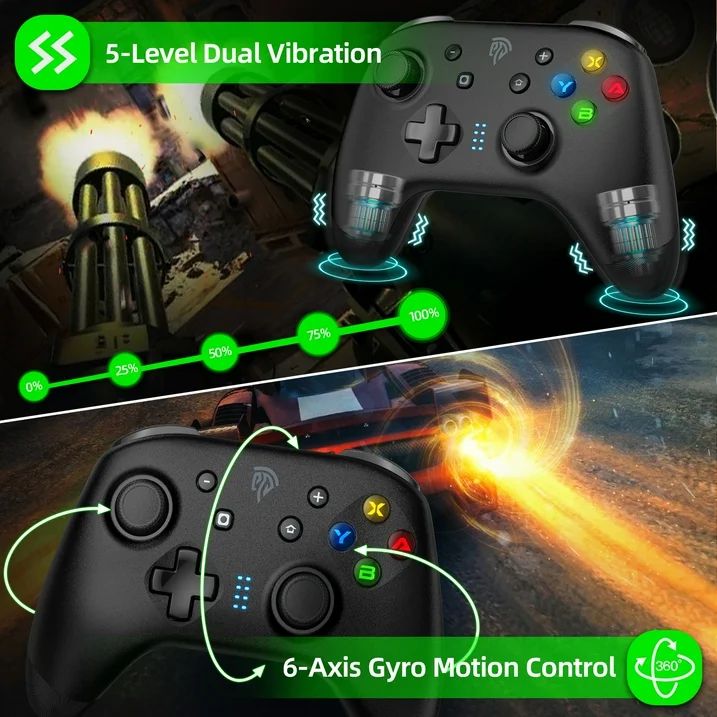 5-Level Dual Vibration
X
Y
A
B
0%
25%
50%
75%
100%
X
Y
A
B
6-Axis Gyro Motion Control
360°